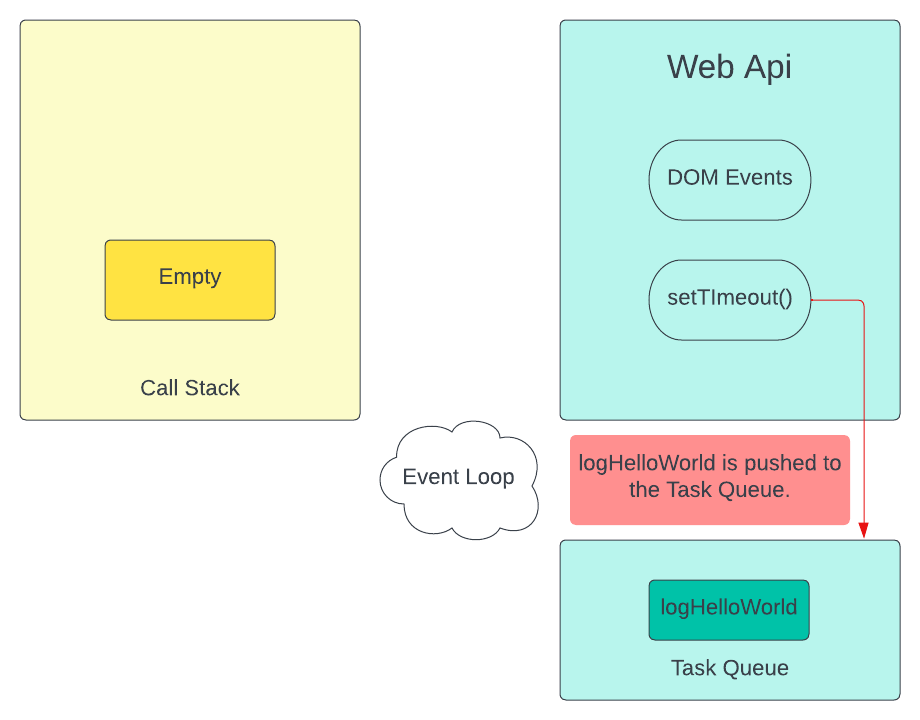 Web Api
DOM Events
setTImeout()
Empty
Call Stack
Event Loop
logHelloWorld is pushed to
the Task Queue.
logHelloWorld
Task Queue